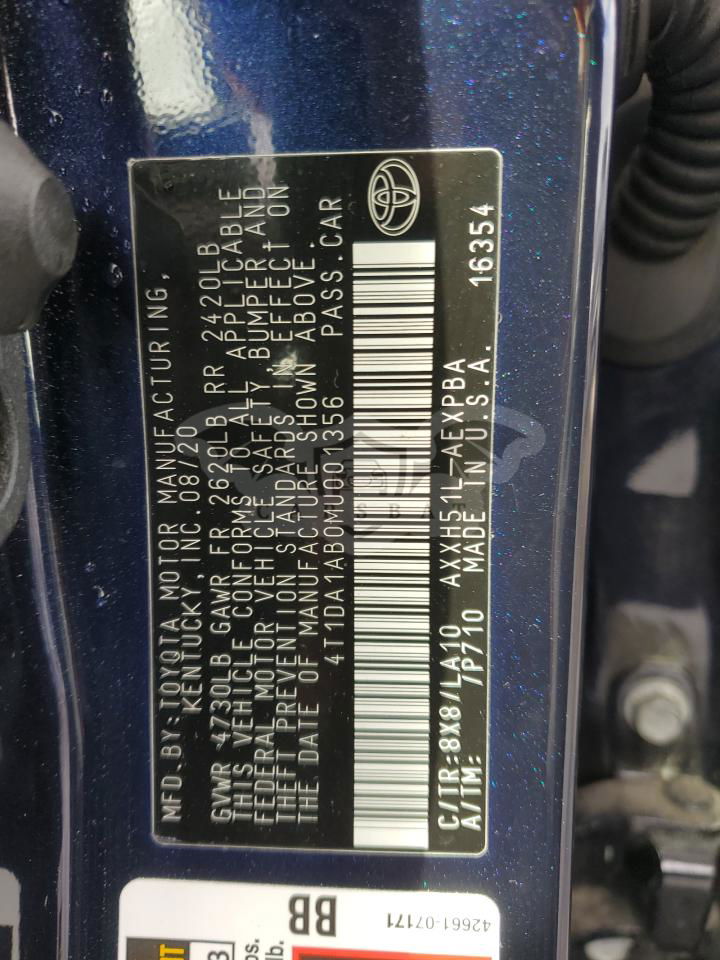 MFD.BY:TOYOTA MOTOR MANUFACTURING,
KENTUCKY,INC.08/20
GVWR 4730LB GAWR FR 2620LB RR 2420LB
THIS VEHICLE CONFORMS TO ALL APPLICABLE
FEDERAL MOTOR VEHICLE SAFETY,BUMPER,AND
THEFT PREVENTION STANDARDS IN EFFECT ON
THE DATE OF MANUFACTURE SHOWN ABOVE.
4T1DA1AB0MU001356 PASS.CAR
C/TR:8X8/LA10 AXXH51L-AEXPBA
A/TM: /P710 MADE IN U.S.A. 16354
BB
42661-07171